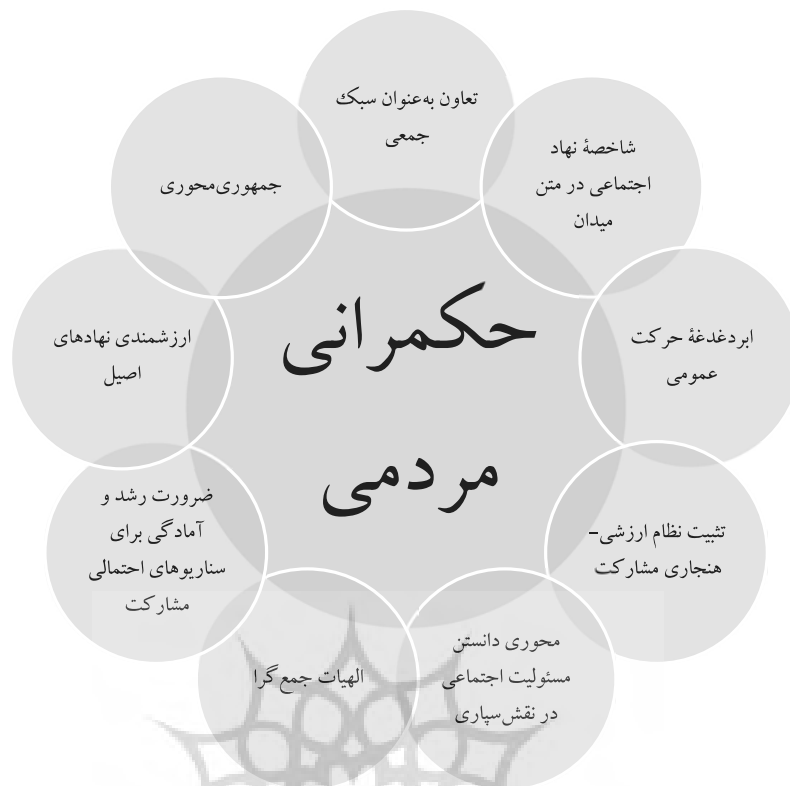 تعاون به‌عنوان سبک
جمعی
شاخصهٔ نهاد
اجتماعی در متن
میدان
ابردغدغهٔ حرکت
عمومی
تثبیت نظام ارزشی-
هنجاری مشارکت
محوری دانستن
مسئولیت اجتماعی
در نقش‌سپاری
الهیات جمع‌گرا
ضرورت رشد و
آمادگی برای
سناریوهای احتمالی
مشارکت
ارزشمندی نهادهای
اصیل
جمهوری‌محوری
حکمرانی
مردمی